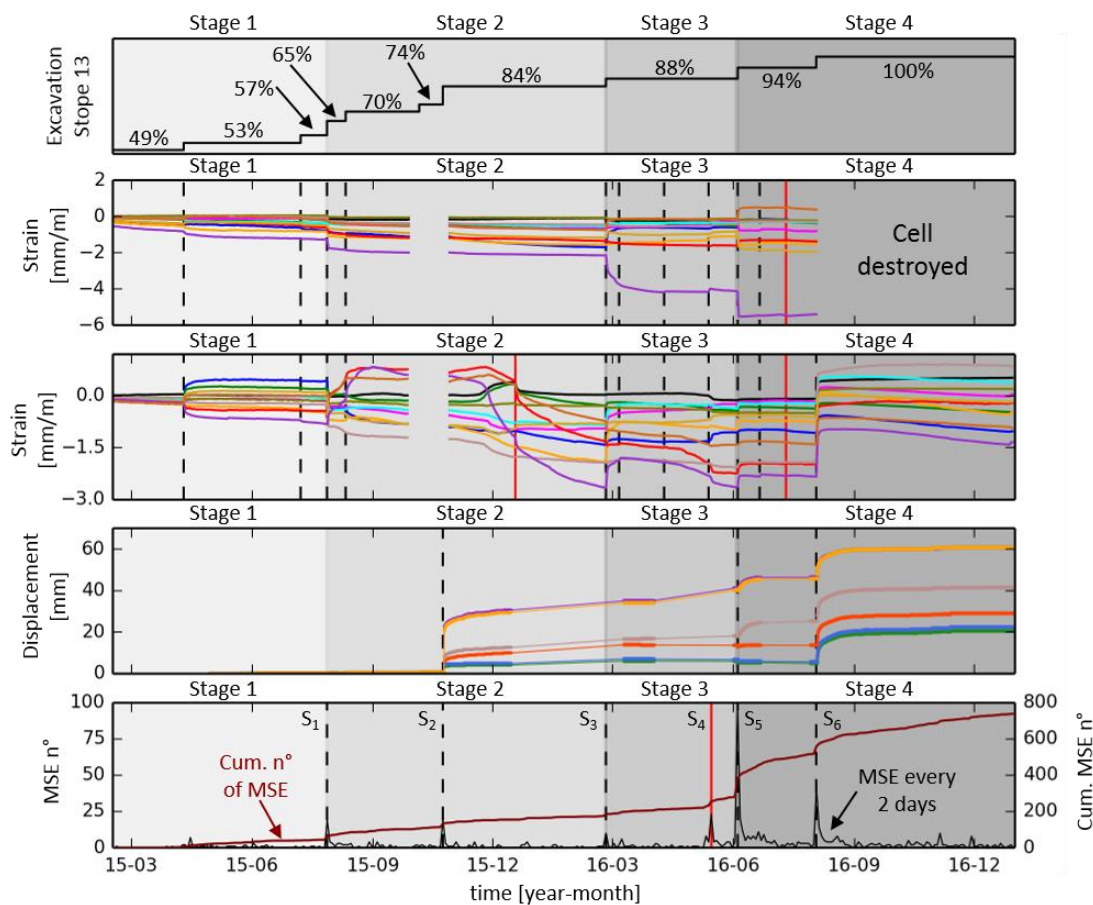 Stage 1 Stage 2 Stage 3 Stage 4
Excavation
Stope 13
49%
53%
57%
65%
70%
74%
84%
88%
94%
100%
Stage 1 Stage 2 Stage 3 Stage 4
Strain
[mm/m]
2
0
−2
−4
−6
Cell
destroyed
Stage 1 Stage 2 Stage 3 Stage 4
Strain
[mm/m]
0.0
−1.5
−3.0
Stage 1 Stage 2 Stage 3 Stage 4
Displacement
[mm]
60
40
20
0
Stage 1 Stage 2 Stage 3 Stage 4
MSE n°
100
75
50
25
0
S1 S2 S3 S4 S5 S6
Cum. n°
of MSE
MSE every
2 days
800
600
400
200
0
Cum. MSE n°
15-03 15-06 15-09 15-12 16-03 16-06 16-09 16-12
time [year-month]